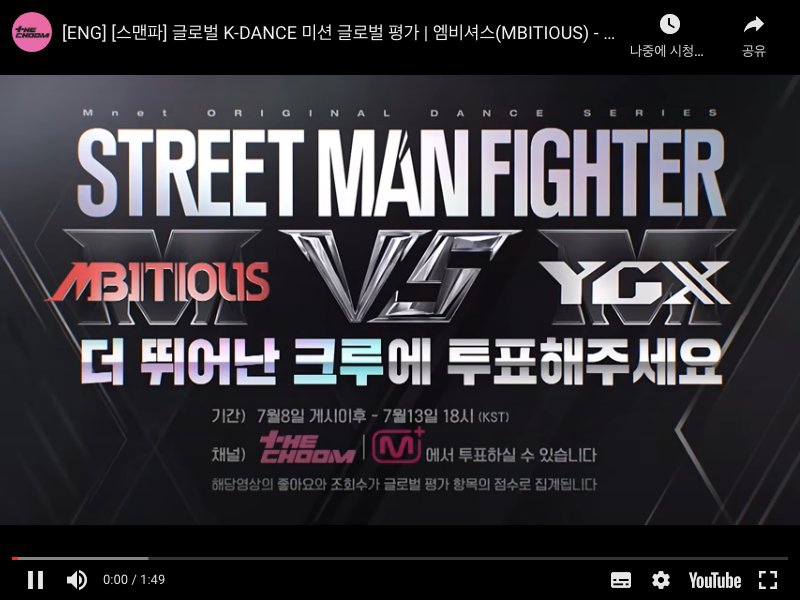 THE CHOOM
[ENG] [스맨파] 글로벌 K-DANCE 미션 글로벌 평가 | 엠비셔스(MBITIOUS) - ...
나중에 시청...
공유
Mnet ORIGINAL DANCE SERIES
STREET MAN FIGHTER
MBITIOUS VS YGX
더 뛰어난 크루에 투표해주세요
기간) 7월8일 게시이후 - 7월13일 18시 (KST)
채널) THE CHOOM | M+ 에서 투표하실 수 있습니다
해당영상의 좋아요와 조회수가 글로벌 평가 항목의 점수로 집계됩니다
0:00 / 1:49
YouTube